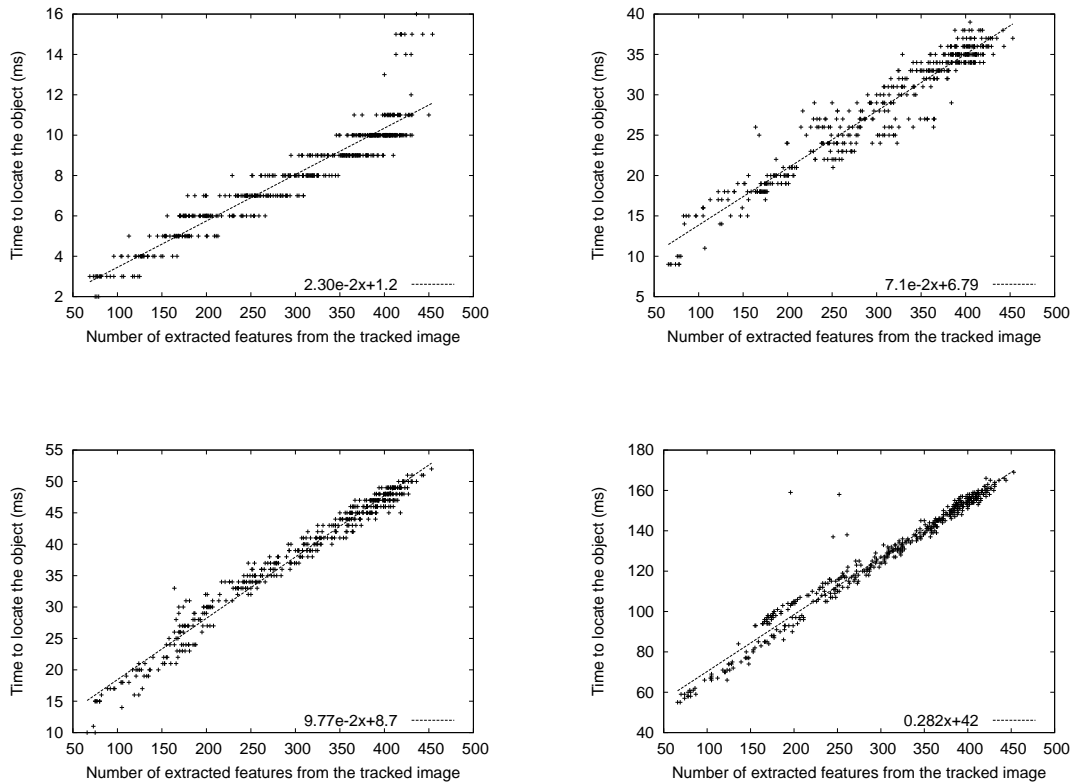 16
14
12
10
8
6
4
2
50 100 150 200 250 300 350 400 450 500
Time to locate the object (ms)
Number of extracted features from the tracked image
2.30e-2x+1.2
40
35
30
25
20
15
10
5
50 100 150 200 250 300 350 400 450 500
Time to locate the object (ms)
Number of extracted features from the tracked image
7.1e-2x+6.79
55
50
45
40
35
30
25
20
15
10
50 100 150 200 250 300 350 400 450 500
Time to locate the object (ms)
Number of extracted features from the tracked image
9.77e-2x+8.7
180
160
140
120
100
80
60
40
50 100 150 200 250 300 350 400 450 500
Time to locate the object (ms)
Number of extracted features from the tracked image
0.282x+42